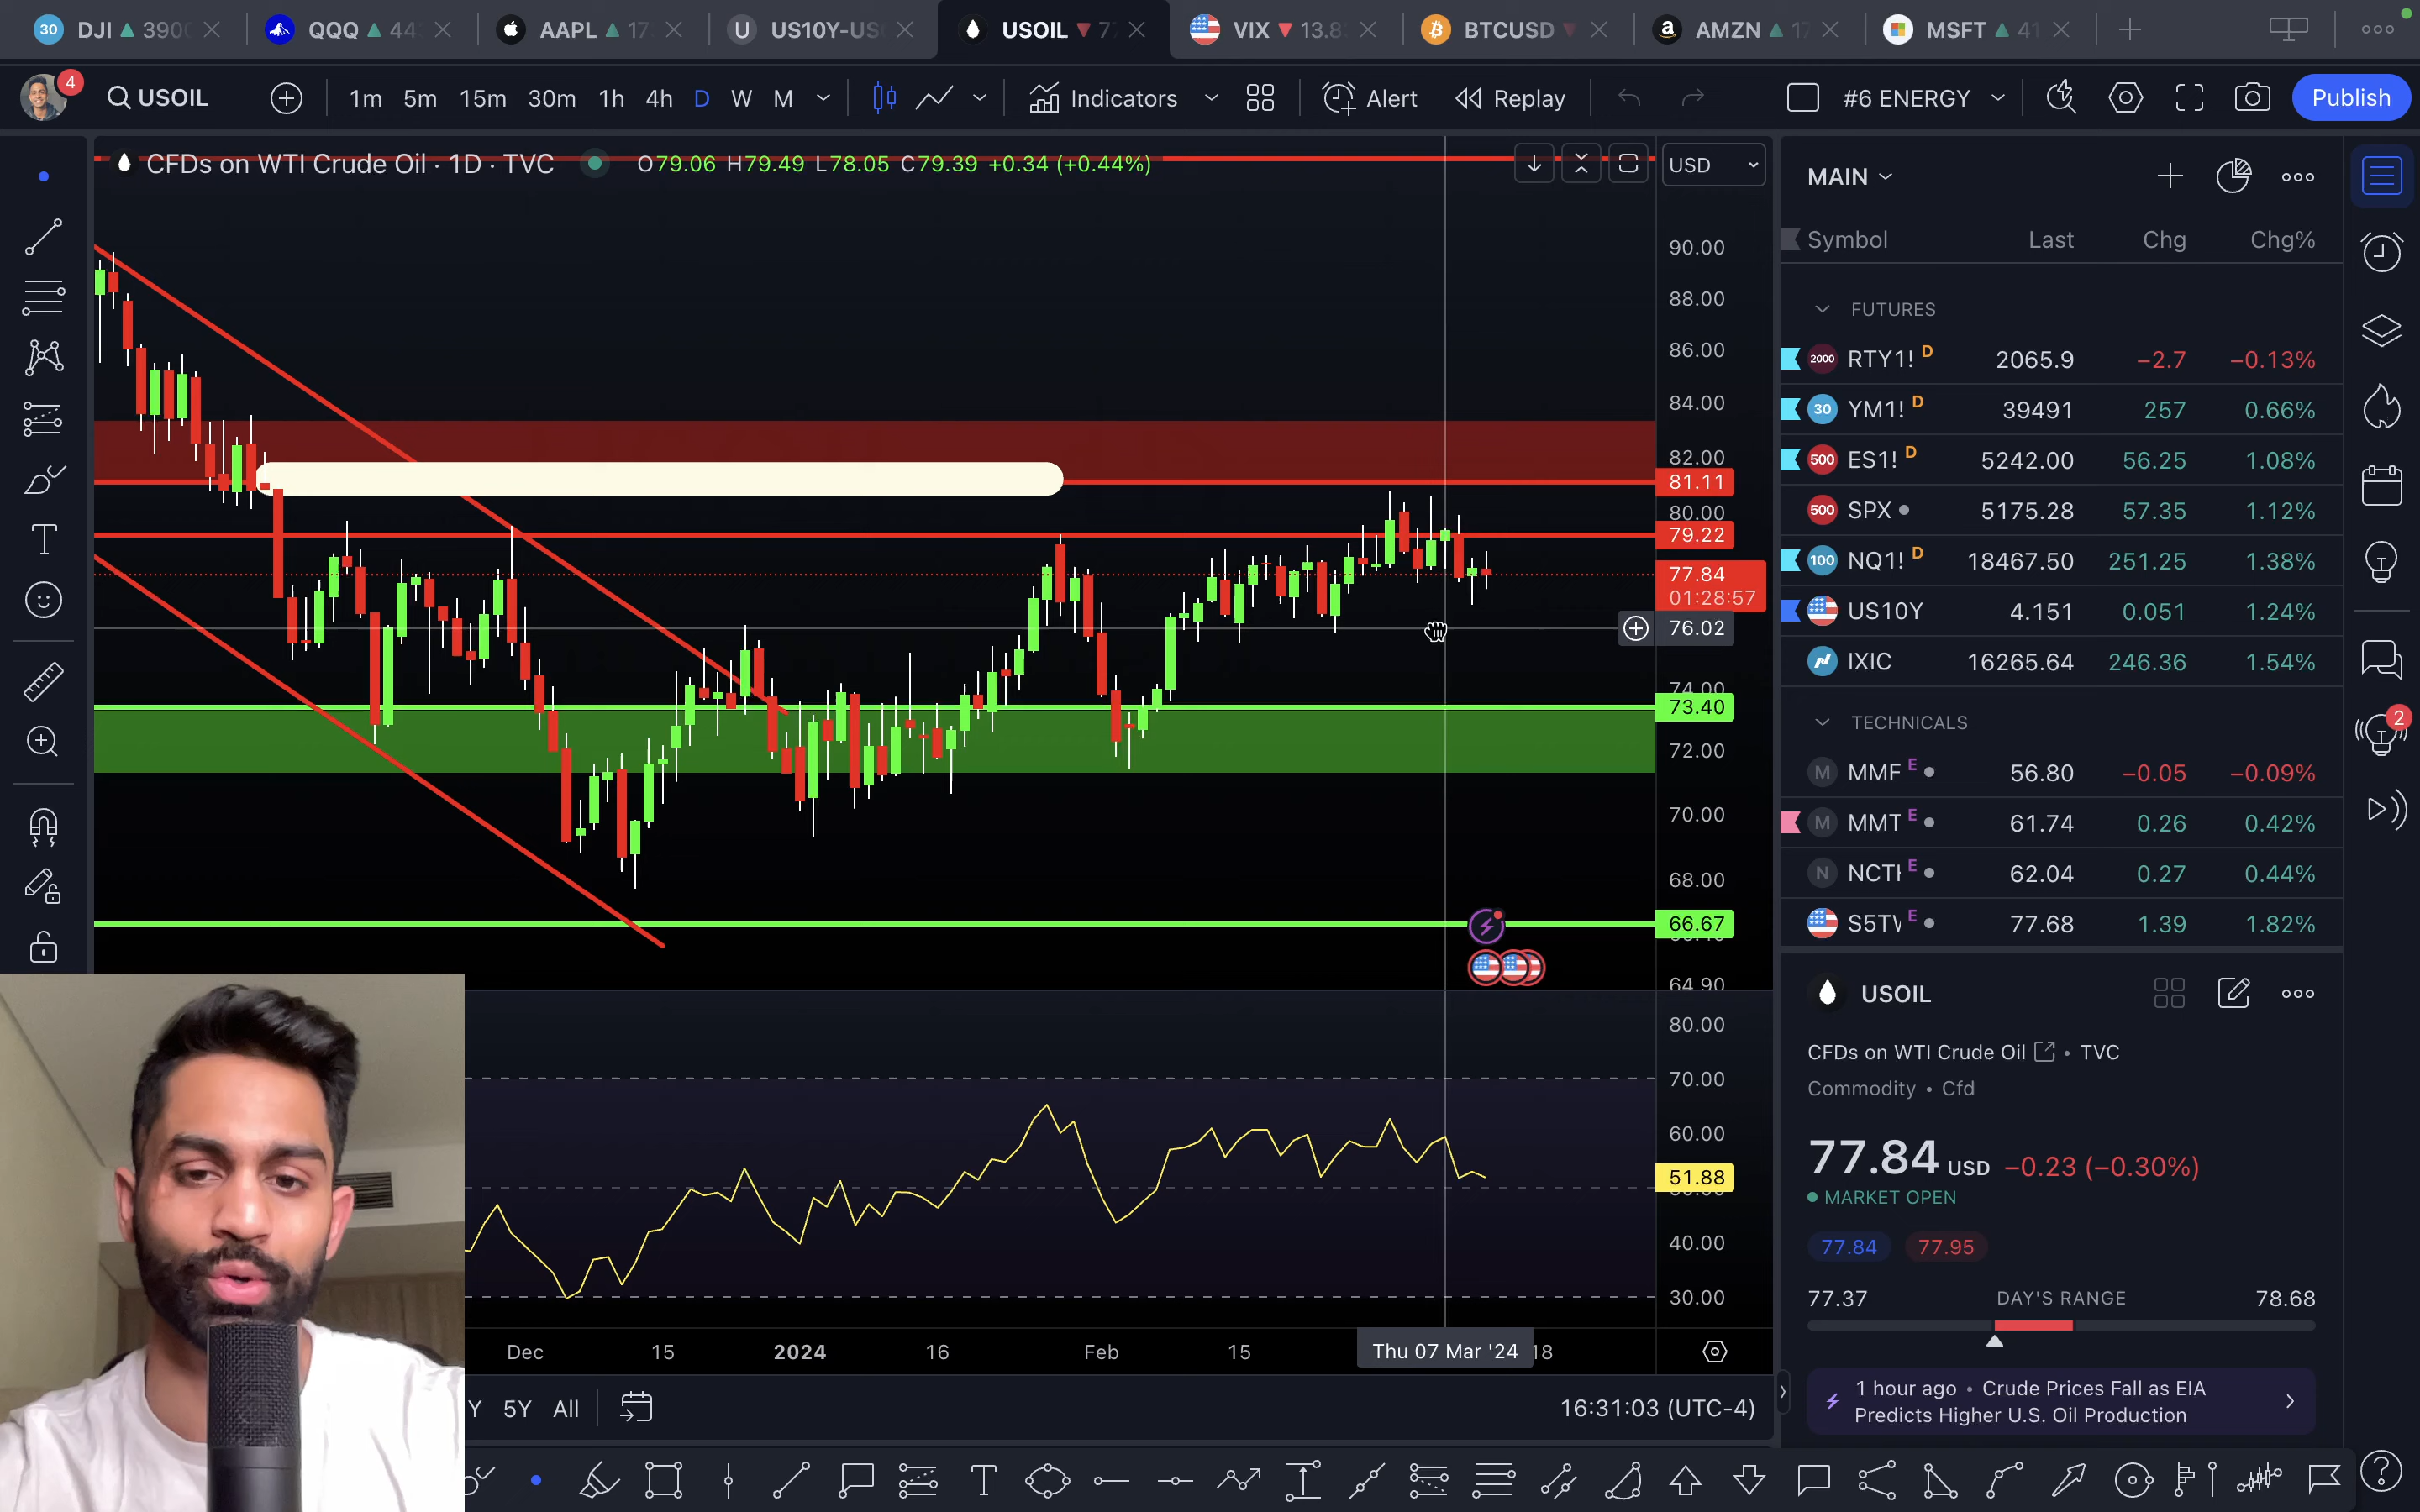 30 DJI 3900
QQQ 44
AAPL 17
U US10Y-US
USOIL 7
VIX 13.8
BTCUSD
AMZN 17
MSFT 41
4 USOIL 1m 5m 15m 30m 1h 4h D W M Indicators Alert Replay #6 ENERGY Publish
CFDs on WTI Crude Oil · 1D · TVC O79.06 H79.49 L78.05 C79.39 +0.34 (+0.44%) USD
90.00
88.00
86.00
84.00
82.00
81.11
80.00
79.22
77.84
01:28:57
76.02
74.00
73.40
72.00
70.00
68.00
66.67
64.90
80.00
70.00
60.00
51.88
40.00
30.00
Dec 15 2024 16 Feb 15 Thu 07 Mar '24 18
Y 5Y All 16:31:03 (UTC-4)
MAIN
Symbol Last Chg Chg%
FUTURES
2000 RTY1! D 2065.9 −2.7 −0.13%
30 YM1! D 39491 257 0.66%
500 ES1! D 5242.00 56.25 1.08%
500 SPX 5175.28 57.35 1.12%
100 NQ1! D 18467.50 251.25 1.38%
US10Y 4.151 0.051 1.24%
IXIC 16265.64 246.36 1.54%
TECHNICALS
M MMF E 56.80 −0.05 −0.09%
M MMT E 61.74 0.26 0.42%
N NCTH E 62.04 0.27 0.44%
S5TW E 77.68 1.39 1.82%
2
USOIL
CFDs on WTI Crude Oil • TVC
Commodity • Cfd
77.84 USD −0.23 (−0.30%)
MARKET OPEN
77.84 77.95
77.37 DAY'S RANGE 78.68
1 hour ago • Crude Prices Fall as EIA
Predicts Higher U.S. Oil Production